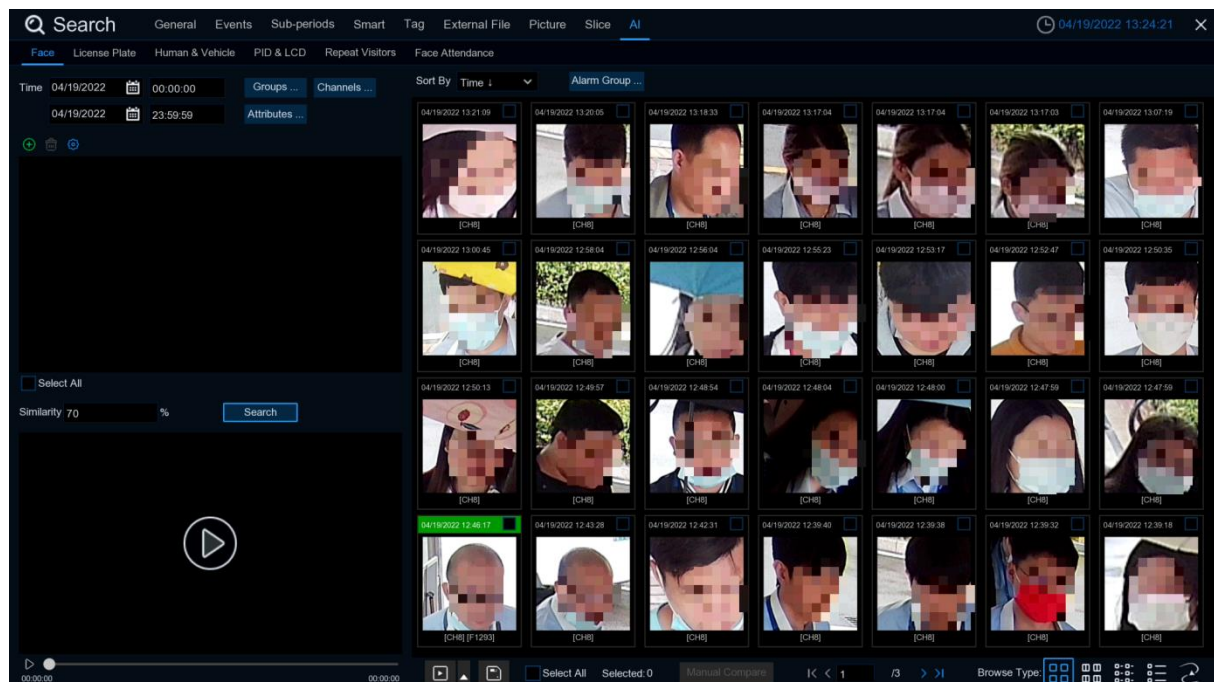 Search General Events Sub-periods Smart Tag External File Picture Slice AI 04/19/2022 13:24:21
Face License Plate Human & Vehicle PID & LCD Repeat Visitors Face Attendance
Time 04/19/2022 00:00:00 Groups ... Channels ...
04/19/2022 23:59:59 Attributes ...
Select All
Similarity 70 % Search
00:00:00 00:00:00
Sort By Time ↓ Alarm Group ...
04/19/2022 13:21:09 04/19/2022 13:20:05 04/19/2022 13:18:33 04/19/2022 13:17:04 04/19/2022 13:17:04 04/19/2022 13:17:03 04/19/2022 13:07:19
[CH8] [CH8] [CH8] [CH8] [CH8] [CH8] [CH8]
04/19/2022 13:00:45 04/19/2022 12:58:04 04/19/2022 12:56:04 04/19/2022 12:55:23 04/19/2022 12:53:17 04/19/2022 12:52:47 04/19/2022 12:50:35
[CH8] [CH8] [CH8] [CH8] [CH8] [CH8] [CH8]
04/19/2022 12:50:13 04/19/2022 12:49:57 04/19/2022 12:48:54 04/19/2022 12:48:04 04/19/2022 12:48:00 04/19/2022 12:47:59 04/19/2022 12:47:59
[CH8] [CH8] [CH8] [CH8] [CH8] [CH8] [CH8]
04/19/2022 12:46:17 04/19/2022 12:43:28 04/19/2022 12:42:31 04/19/2022 12:39:40 04/19/2022 12:39:38 04/19/2022 12:39:32 04/19/2022 12:39:18
[CH8] [F1293] [CH8] [CH8] [CH8] [CH8] [CH8] [CH8]
Select All Selected: 0 Manual Compare 1 /3 Browse Type: